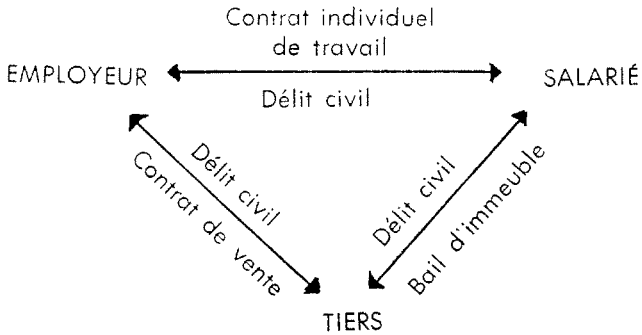 Contrat individuel
de travail
EMPLOYEUR
SALARIÉ
Délit civil
Délit civil
Contrat de vente
Délit civil
Bail d'immeuble
TIERS